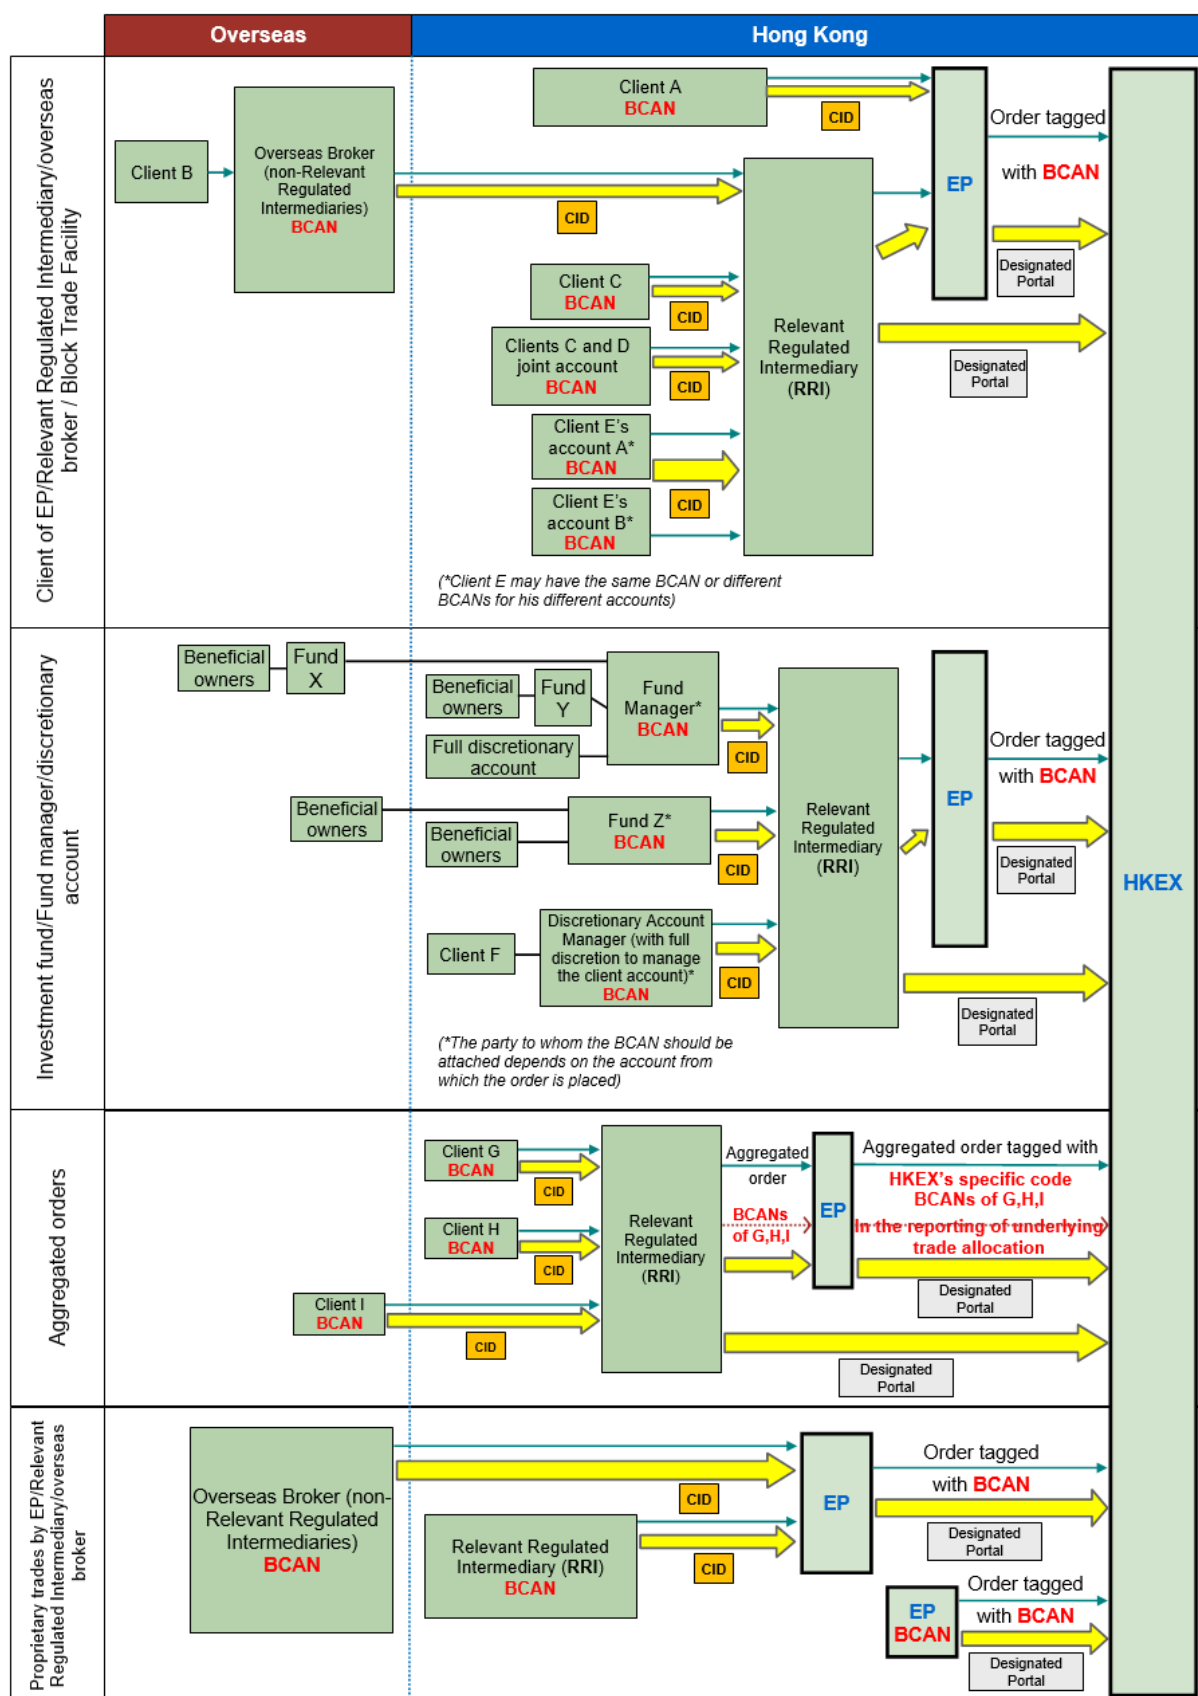 Overseas
Hong Kong
Client of EP/Relevant Regulated Intermediary/overseas
broker / Block Trade Facility
Client A
BCAN
CID
Client B
Overseas Broker
(non-Relevant
Regulated
Intermediaries)
BCAN
CID
EP
Order tagged
with BCAN
Designated
Portal
Client C
BCAN
CID
Clients C and D
joint account
BCAN
CID
Client E's
account A*
BCAN
CID
Client E's
account B*
BCAN
Relevant
Regulated
Intermediary
(RRI)
Designated
Portal
(*Client E may have the same BCAN or different
BCANs for his different accounts)
HKEX
Investment fund/Fund manager/discretionary
account
Beneficial
owners
Fund
X
Beneficial
owners
Fund
Y
Full discretionary
account
Fund
Manager*
BCAN
CID
Beneficial
owners
Beneficial
owners
Fund Z*
BCAN
CID
Client F
Discretionary Account
Manager (with full
discretion to manage
the client account)*
BCAN
CID
Relevant
Regulated
Intermediary
(RRI)
EP
Order tagged
with BCAN
Designated
Portal
Designated
Portal
(*The party to whom the BCAN should be
attached depends on the account from
which the order is placed)
Aggregated orders
Client G
BCAN
CID
Client H
BCAN
CID
Client I
BCAN
CID
Relevant
Regulated
Intermediary
(RRI)
Aggregated
order
BCANs
of G,H,I
EP
Aggregated order tagged with
HKEX's specific code
BCANs of G,H,I
In the reporting of underlying
trade allocation
Designated
Portal
Designated
Portal
Proprietary trades by EP/Relevant
Regulated Intermediary/overseas
broker
Overseas Broker (non-
Relevant Regulated
Intermediaries)
BCAN
CID
Relevant Regulated
Intermediary (RRI)
BCAN
CID
EP
Order tagged
with BCAN
Designated
Portal
EP
BCAN
Order tagged
with BCAN
Designated
Portal